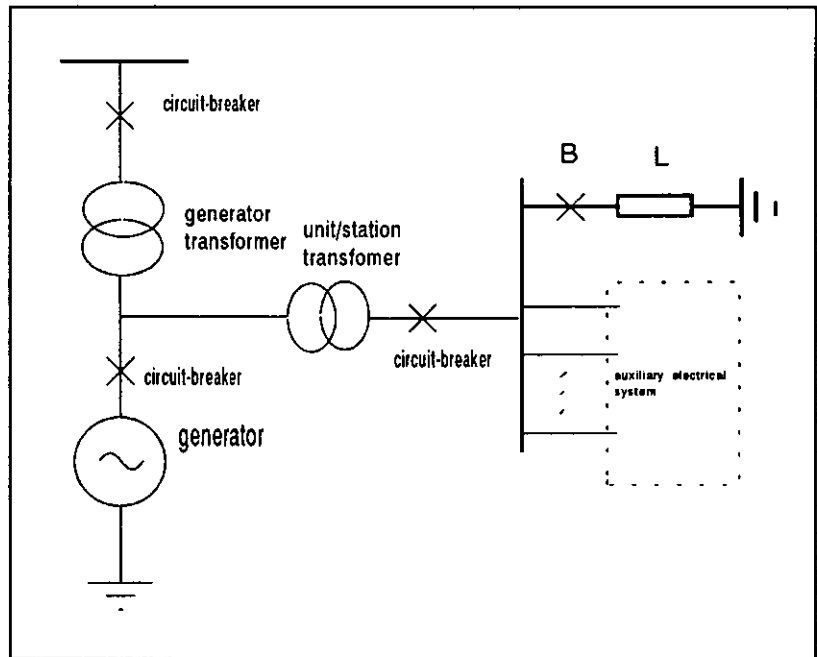 circuit-breaker
B L
generator
transformer
unit/station
transfomer
circuit-breaker
circuit-breaker
auxiliary electrical
system
generator